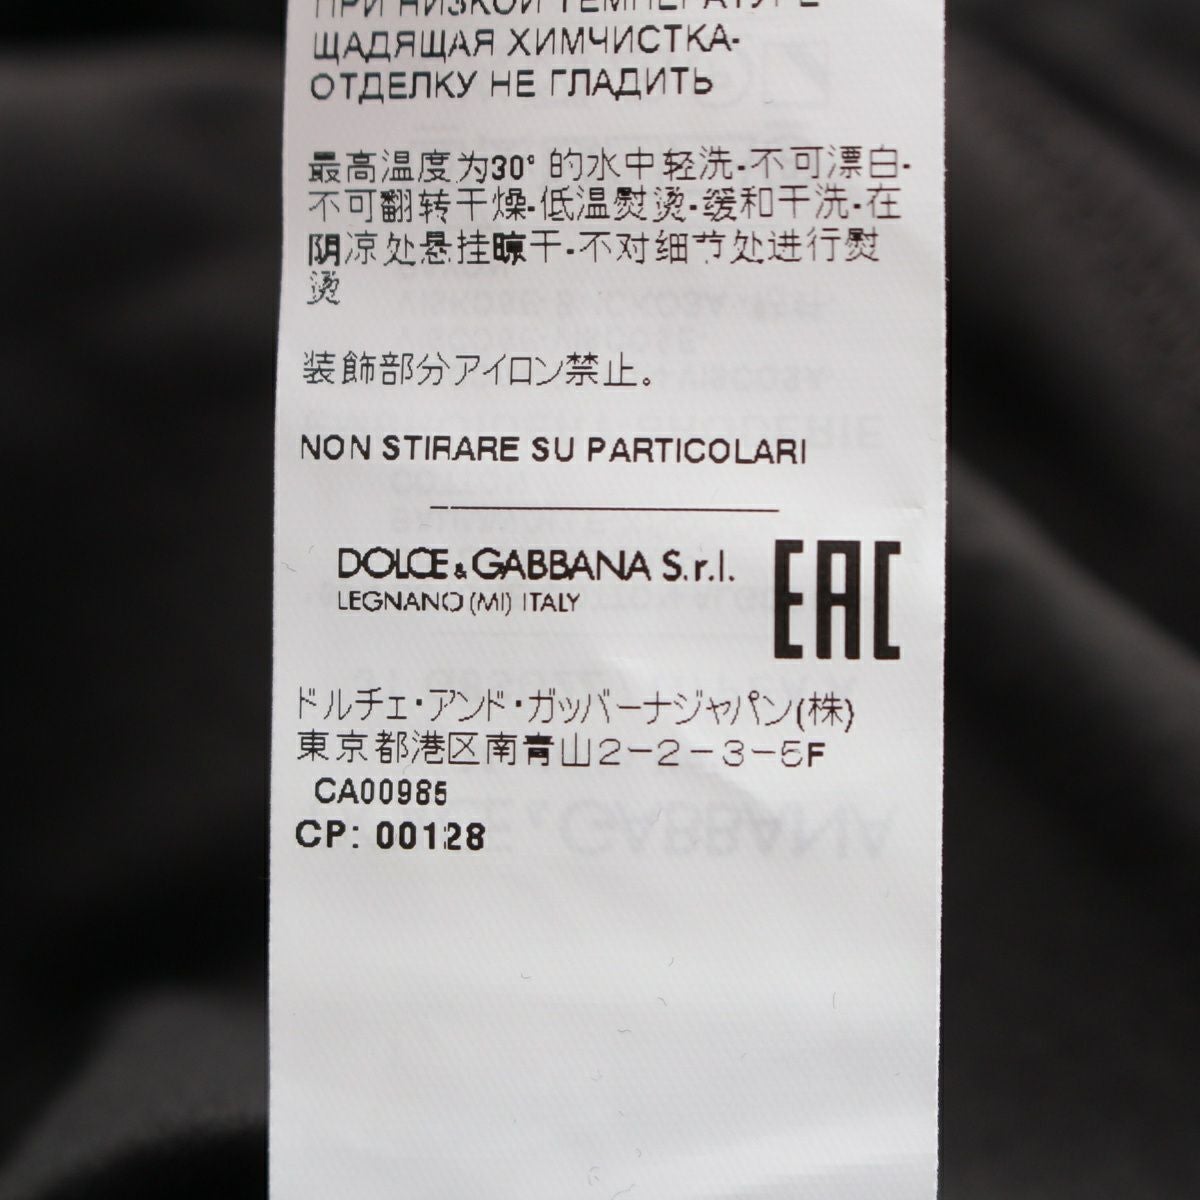 ПРИ НИЗКОЙ ТЕМПЕРАТУРЕ
ЩАДЯЩАЯ ХИМЧИСТКА-
ОТДЕЛКУ НЕ ГЛАДИТЬ
最高温度为30° 的水中轻洗-不可漂白-
不可翻转干燥-低温熨烫-缓和干洗-在
阴凉处悬挂晾干-不对细节处进行熨
烫
装飾部分アイロン禁止。
NON STIRARE SU PARTICOLARI
DOLCE & GABBANA S.r.l.
LEGNANO (MI) ITALY
EAC
ドルチェ・アンド・ガッバーナジャパン(株)
東京都港区南青山2-2-3-5F
CA00985
CP: 00128